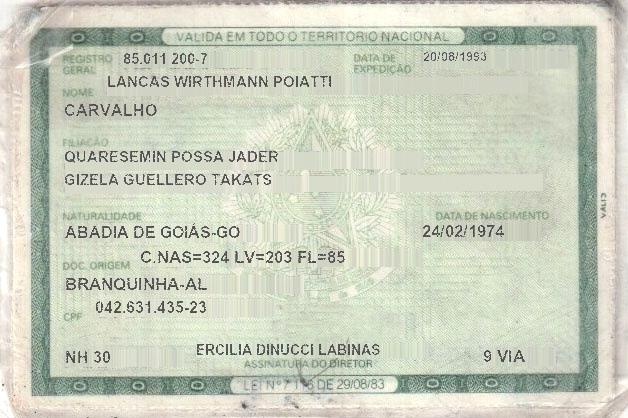 VALIDA EM TODO O TERRITÓRIO NACIONAL
REGISTRO GERAL 85.011 200-7 DATA DE EXPEDIÇÃO 20/08/1993
NOME LANCAS WIRTHMANN POIATTI
CARVALHO
FILIAÇÃO
QUARESEMIN POSSA JADER
GIZELA GUELLERO TAKATS
NATURALIDADE DATA DE NASCIMENTO
ABADIA DE GOIÁS-GO 24/02/1974
DOC. ORIGEM C.NAS=324 LV=203 FL=85
BRANQUINHA-AL
CPF 042.631.435-23
NH 30 ERCILIA DINUCCI LABINAS 9 VIA
ASSINATURA DO DIRETOR
LEI Nº 7.116 DE 29/08/83